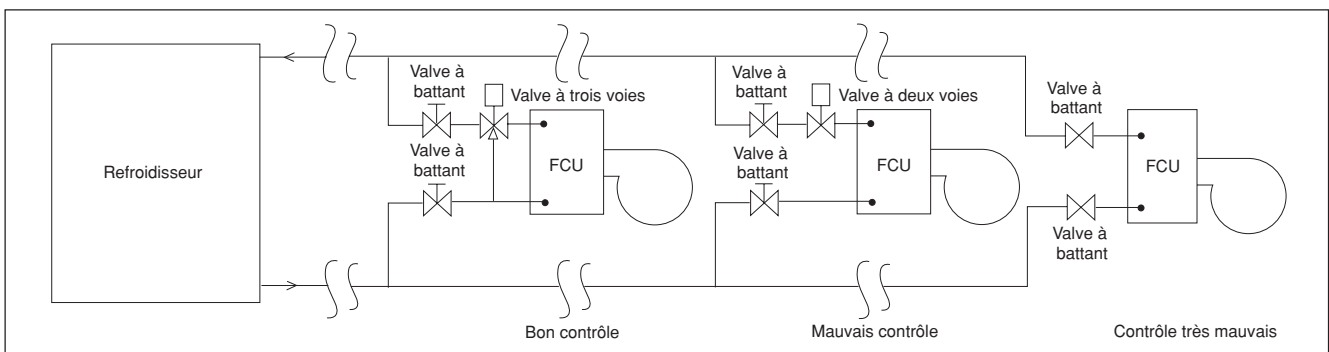 Refroidisseur
Valve à
battant
Valve à trois voies
Valve à
battant
FCU
Bon contrôle
Valve à
battant
Valve à deux voies
Valve à
battant
FCU
Mauvais contrôle
Valve à
battant
FCU
Valve à
battant
Contrôle très mauvais